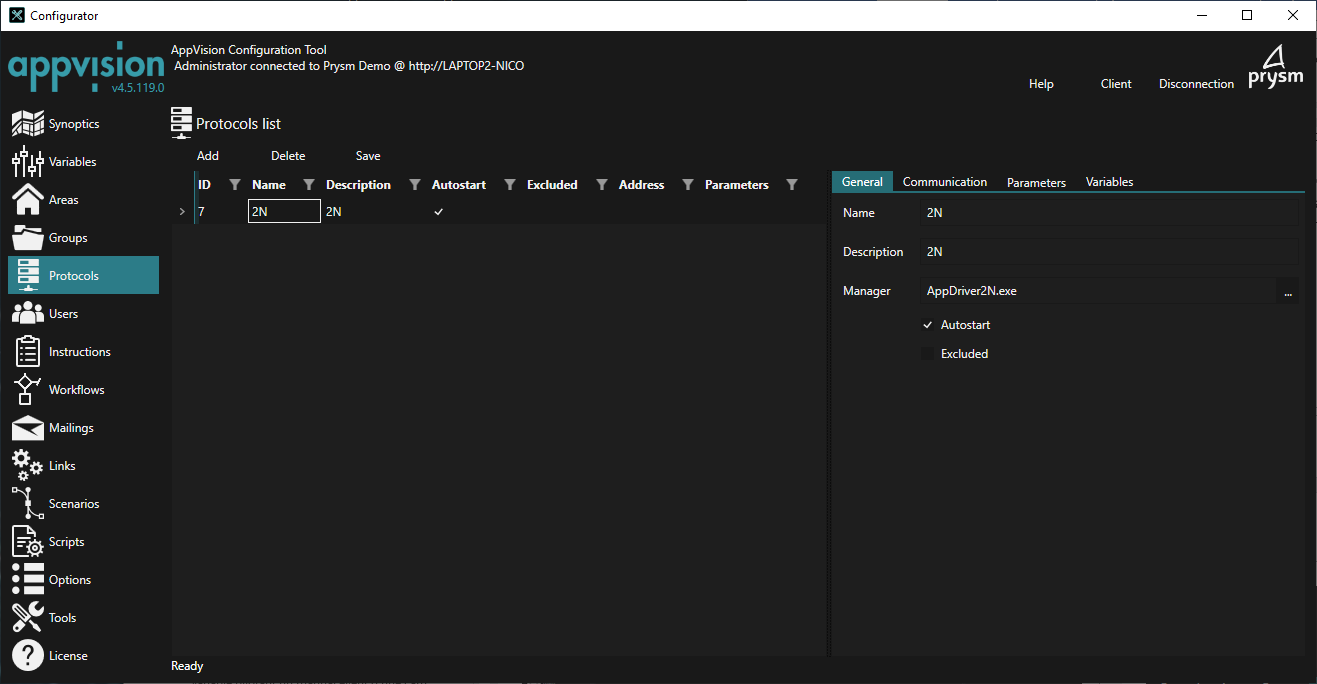 Configurator
appvision
v4.5.119.0
AppVision Configuration Tool
Administrator connected to Prysm Demo @ http://LAPTOP2-NICO
Help
Client
Disconnection
prysm
Synoptics
Variables
Areas
Groups
Protocols
Users
Instructions
Workflows
Mailings
Links
Scenarios
Scripts
Options
Tools
License
Protocols list
Add Delete Save
ID Name Description Autostart Excluded Address Parameters
7 2N 2N
General Communication Parameters Variables
Name 2N
Description 2N
Manager AppDriver2N.exe ...
Autostart
Excluded
Ready